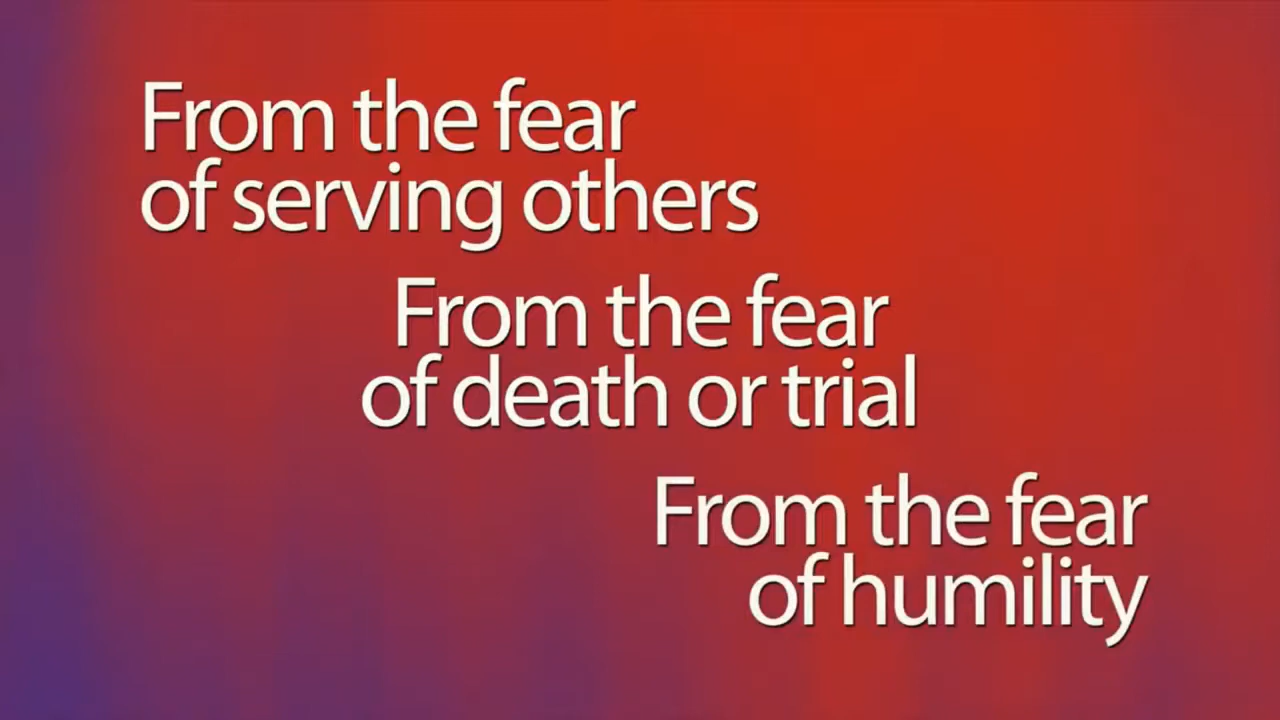 From the fear
of serving others
From the fear
of death or trial
From the fear
of humility